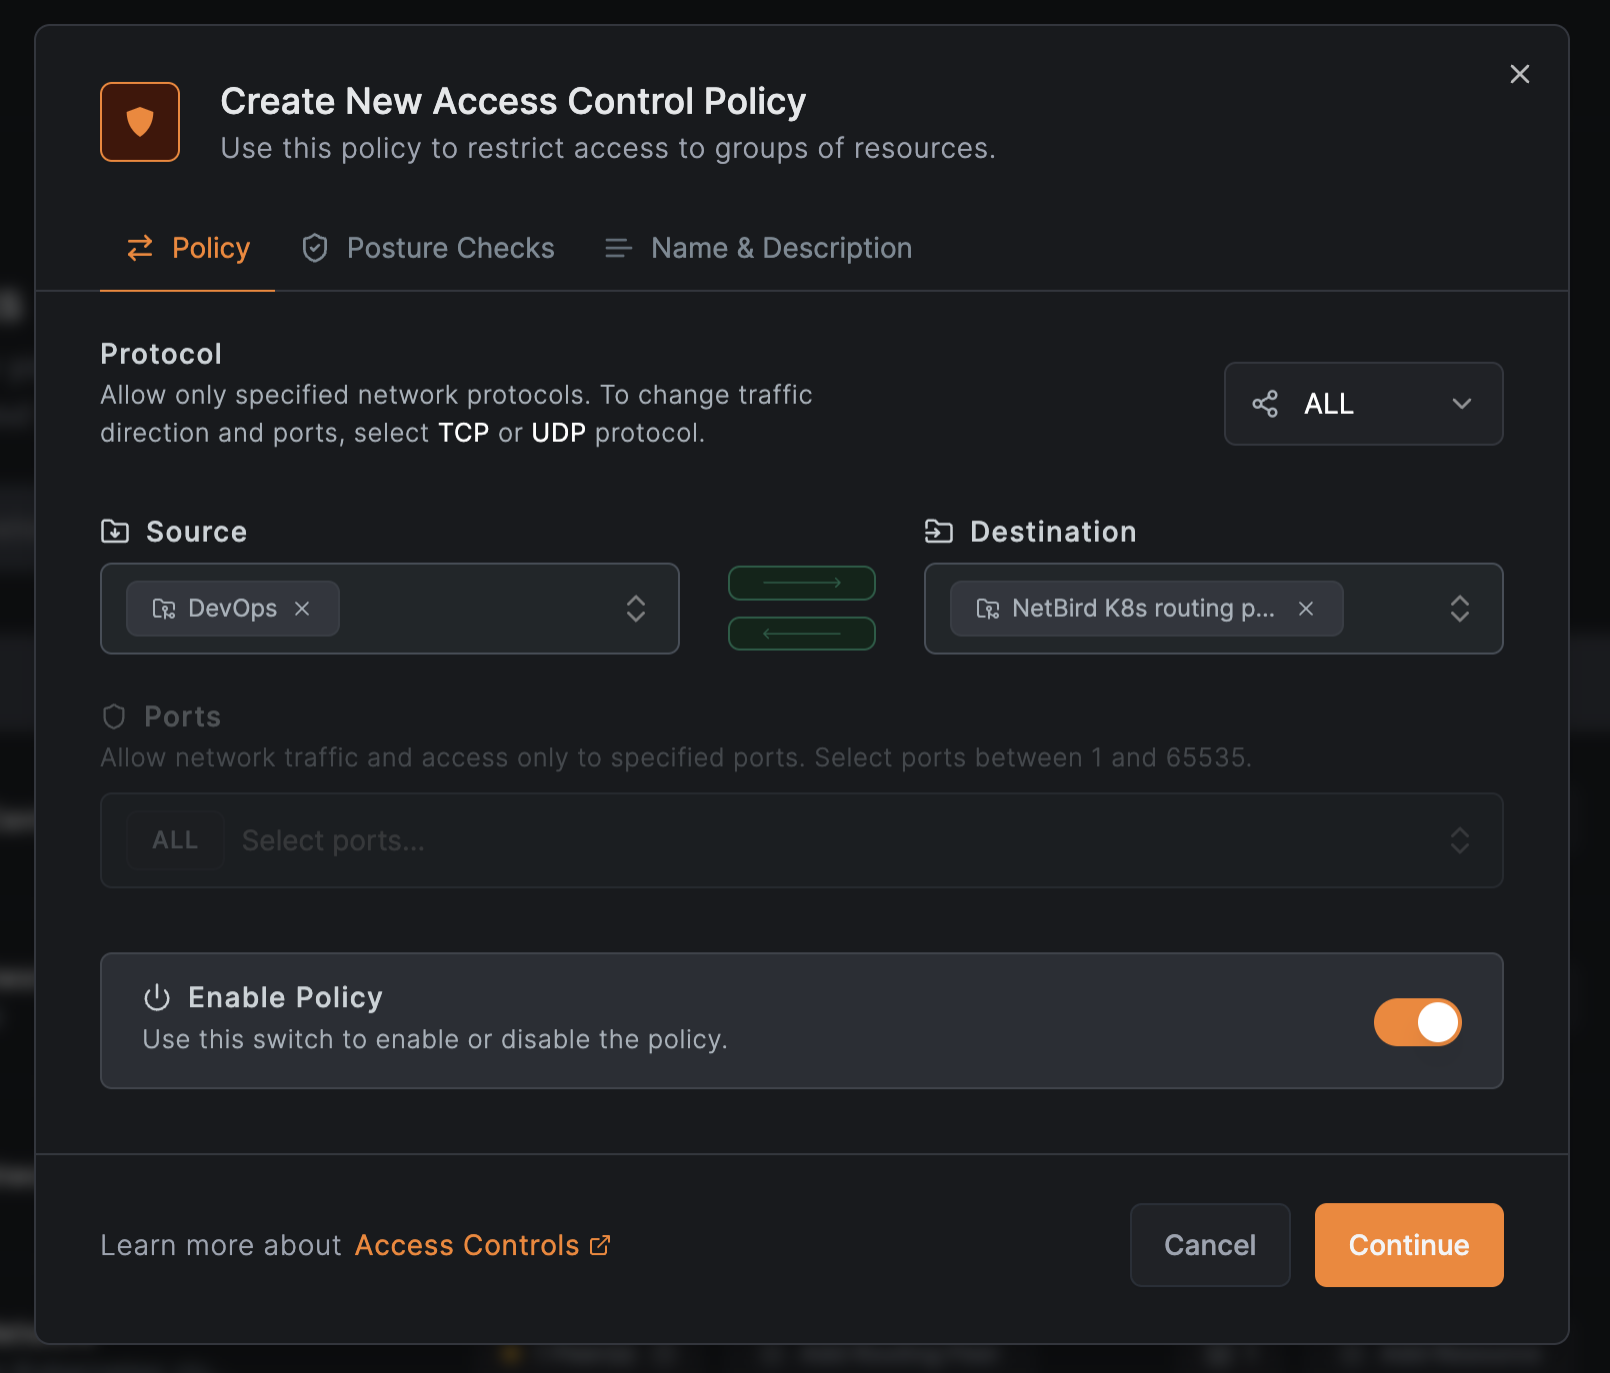 Create New Access Control Policy
Use this policy to restrict access to groups of resources.
Policy
Posture Checks
Name & Description
Protocol
Allow only specified network protocols. To change traffic
direction and ports, select TCP or UDP protocol.
ALL
Source
Destination
DevOps
NetBird K8s routing p...
Ports
Allow network traffic and access only to specified ports. Select ports between 1 and 65535.
ALL
Select ports...
Enable Policy
Use this switch to enable or disable the policy.
Learn more about Access Controls
Cancel
Continue